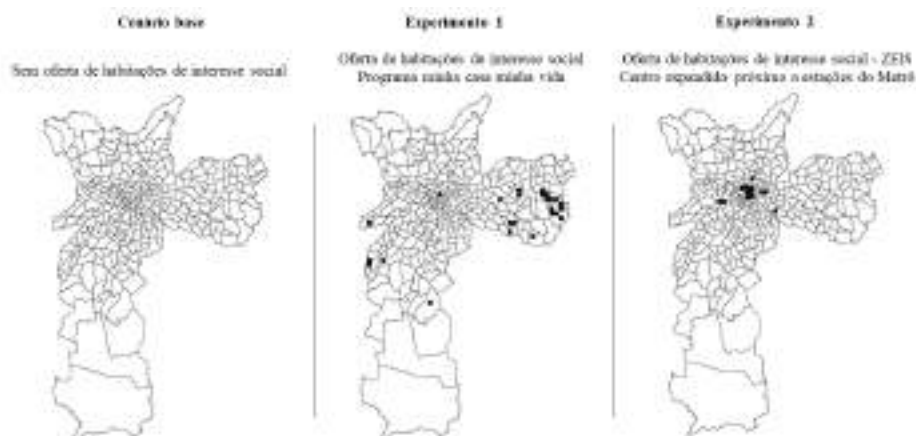 Cenário base
Sem oferta de habitações de interesse social
Experimento 1
Oferta de habitações de interesse social
Programa minha casa minha vida
Experimento 2
Oferta de habitações de interesse social - ZEIS
Centro expandido próximo a estações do Metrô